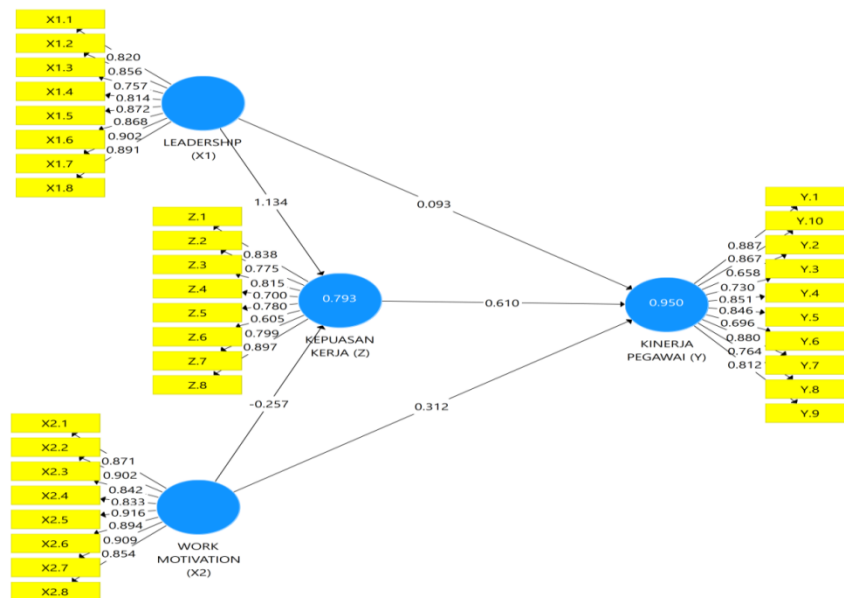 X1.1
X1.2
X1.3
X1.4
X1.5
X1.6
X1.7
X1.8
0.820
0.856
0.757
0.814
0.872
0.868
0.902
0.891
LEADERSHIP
(X1)
1.134
0.093
Z.1
Z.2
Z.3
Z.4
Z.5
Z.6
Z.7
Z.8
0.838
0.775
0.815
0.700
0.780
0.605
0.799
0.897
0.793
KEPUASAN
KERJA (Z)
0.610
-0.257
0.312
X2.1
X2.2
X2.3
X2.4
X2.5
X2.6
X2.7
X2.8
0.871
0.902
0.842
0.833
0.916
0.894
0.909
0.854
WORK
MOTIVATION
(X2)
0.950
KINERJA
PEGAWAI (Y)
0.887
0.867
0.658
0.730
0.851
0.846
0.696
0.880
0.764
0.812
Y.1
Y.10
Y.2
Y.3
Y.4
Y.5
Y.6
Y.7
Y.8
Y.9